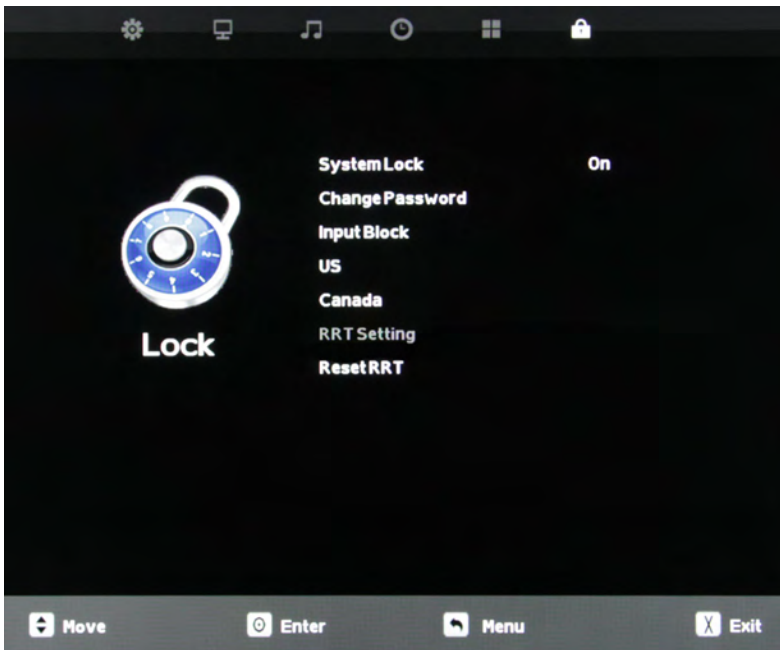 System Lock On
Change Password
Input Block
US
Canada
RRT Setting
Reset RRT
Lock
Move Enter Menu Exit